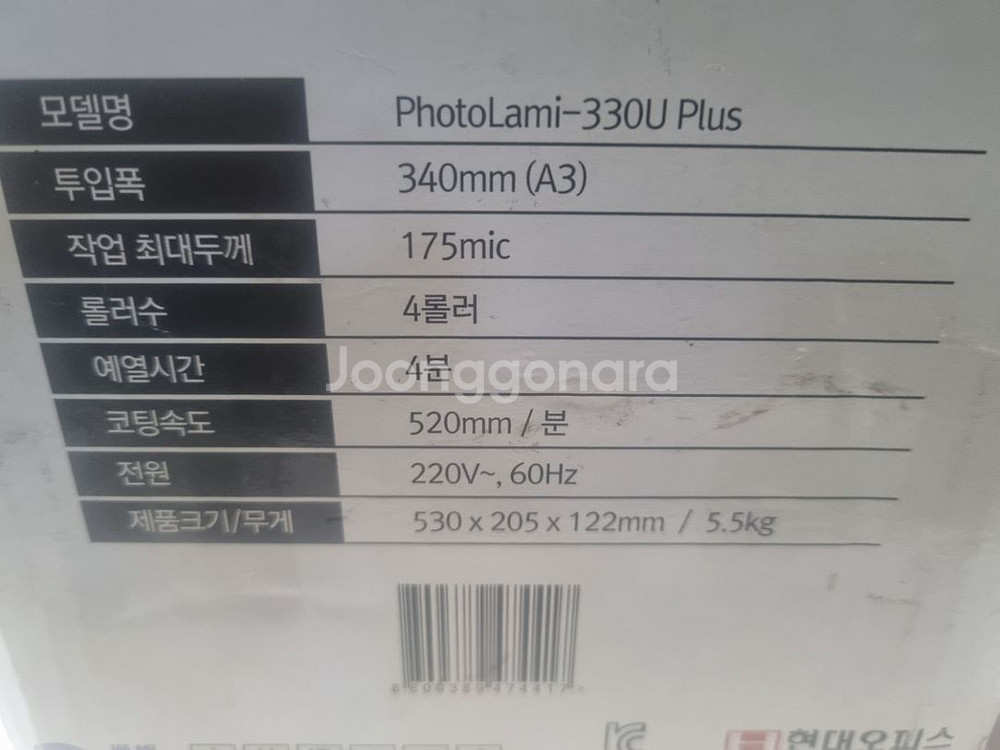 모델명 PhotoLami-330U Plus
투입폭 340mm (A3)
작업 최대두께 175mic
롤러수 4롤러
예열시간 4분
Joonggonara
코팅속도 520mm / 분
전원 220V~, 60Hz
제품크기/무게 530 x 205 x 122mm / 5.5kg
8 800389 474417
현대오피스